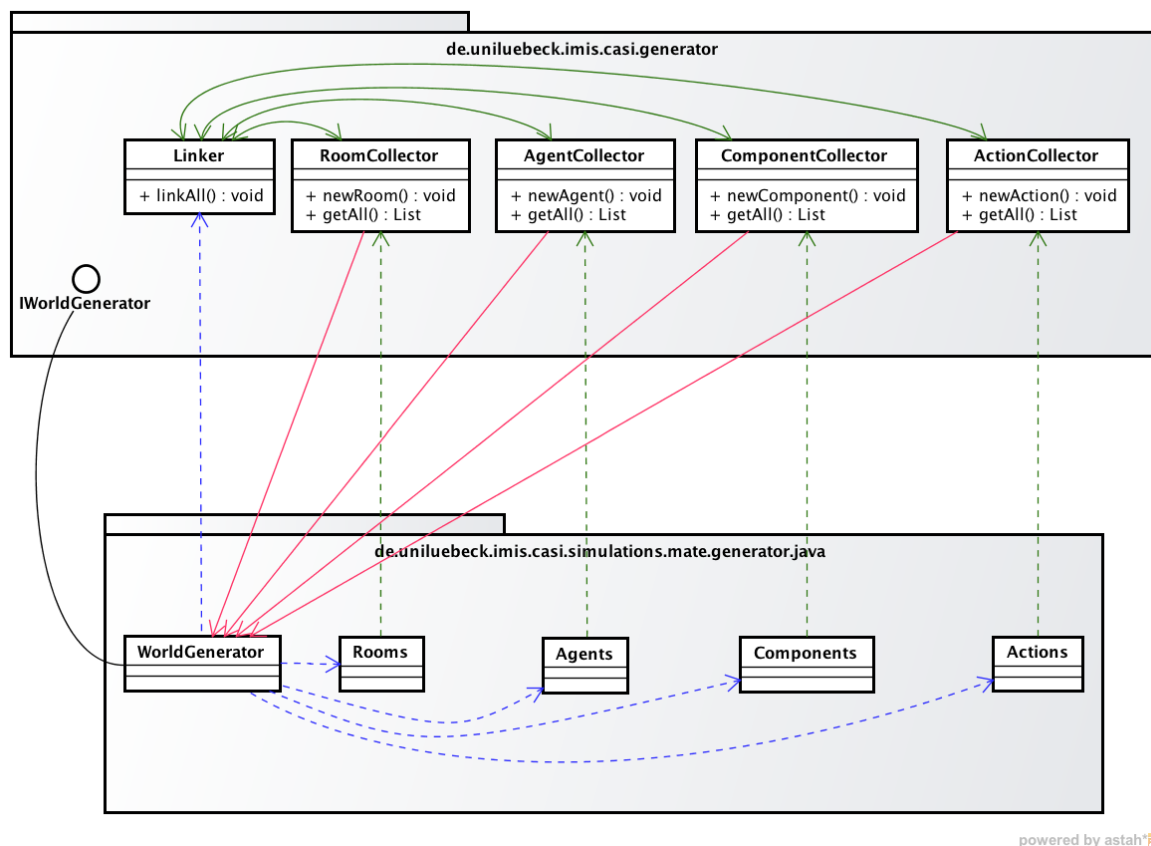 de.uniluebeck.imis.casi.generator
Linker
+ linkAll() : void
RoomCollector
+ newRoom() : void
+ getAll() : List
AgentCollector
+ newAgent() : void
+ getAll() : List
ComponentCollector
+ newComponent() : void
+ getAll() : List
ActionCollector
+ newAction() : void
+ getAll() : List
IWorldGenerator
de.uniluebeck.imis.casi.simulations.mate.generator.java
WorldGenerator
Rooms
Agents
Components
Actions
powered by astah*